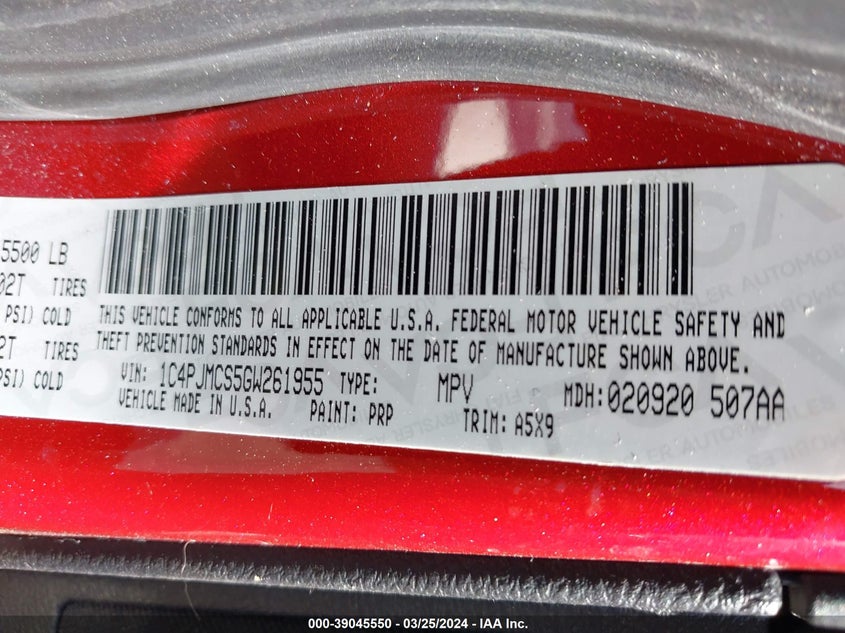 5500 LB
02T TIRES
PSI) COLD
2T TIRES
PSI) COLD
THIS VEHICLE CONFORMS TO ALL APPLICABLE U.S.A. FEDERAL MOTOR VEHICLE SAFETY AND
THEFT PREVENTION STANDARDS IN EFFECT ON THE DATE OF MANUFACTURE SHOWN ABOVE.
VIN: 1C4PJMCS5GW261955 TYPE: MPV MDH: 020920 507AA
VEHICLE MADE IN U.S.A. PAINT: PRP TRIM: A5X9
000-39045550 - 03/25/2024 - IAA Inc.